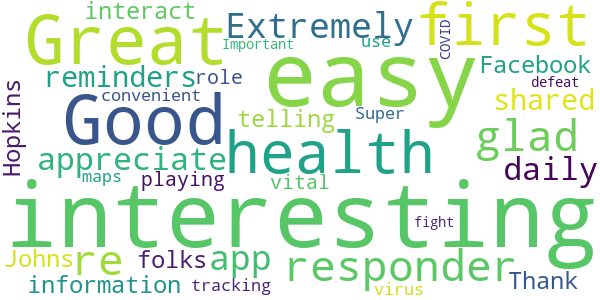 interact
Great
Extremely
first
Important
use
COVID
reminders
role
easy
Facebook
defeat
Hopkins
convenient
Good
Super
shared
telling
glad
appreciate
health
daily
maps
playing
vital
interesting
fight
Johns
re
folks
app
responder
information
tracking
virus
Thank